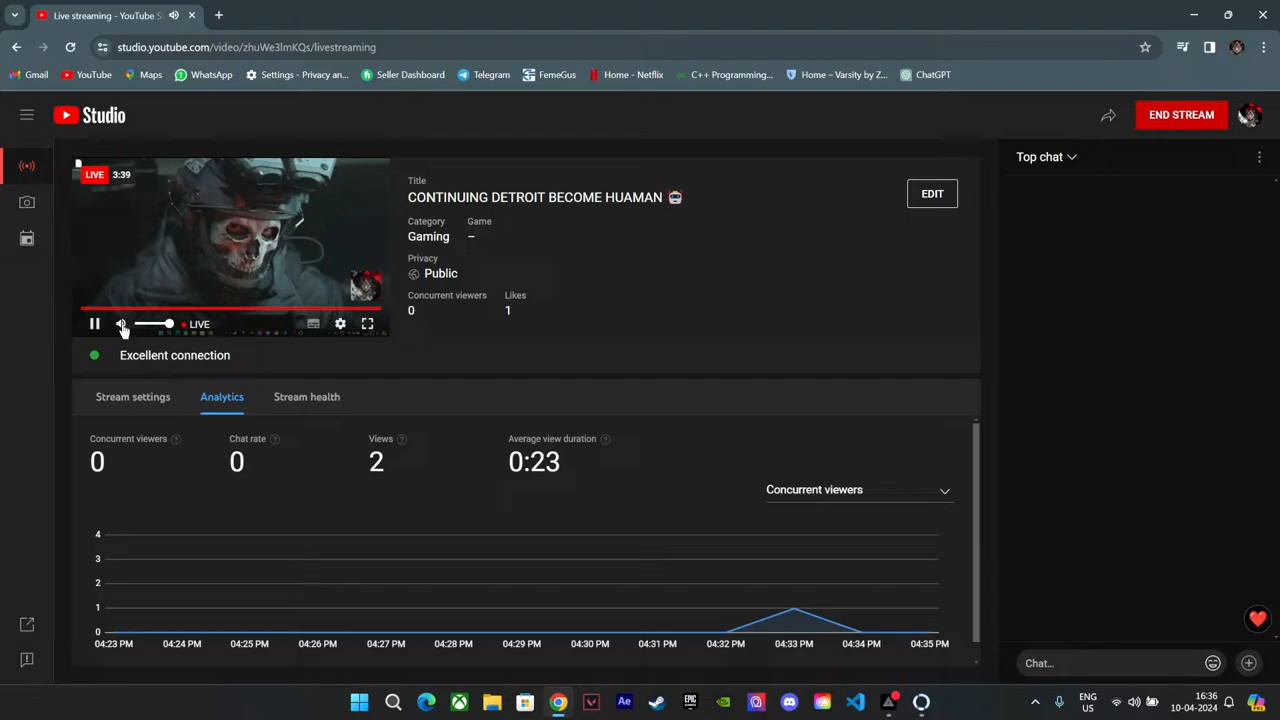 Live streaming - YouTube S
studio.youtube.com/video/zhuWe3lmKQs/livestreaming
Gmail
YouTube
Maps
WhatsApp
Settings - Privacy an...
Seller Dashboard
Telegram
FemeGus
Home - Netflix
C++ Programming...
Home – Varsity by Z...
ChatGPT
Studio
END STREAM
LIVE 3:39
Title
CONTINUING DETROIT BECOME HUAMAN
Category Game
Gaming –
Privacy
Public
Concurrent viewers Likes
0 1
EDIT
Top chat
LIVE
Excellent connection
Stream settings Analytics Stream health
Concurrent viewers Chat rate Views Average view duration
0 0 2 0:23
Concurrent viewers
4
3
2
1
0
04:23 PM 04:24 PM 04:25 PM 04:26 PM 04:27 PM 04:28 PM 04:29 PM 04:30 PM 04:31 PM 04:32 PM 04:33 PM 04:34 PM 04:35 PM
Chat...
ENG
US
16:36
10-04-2024